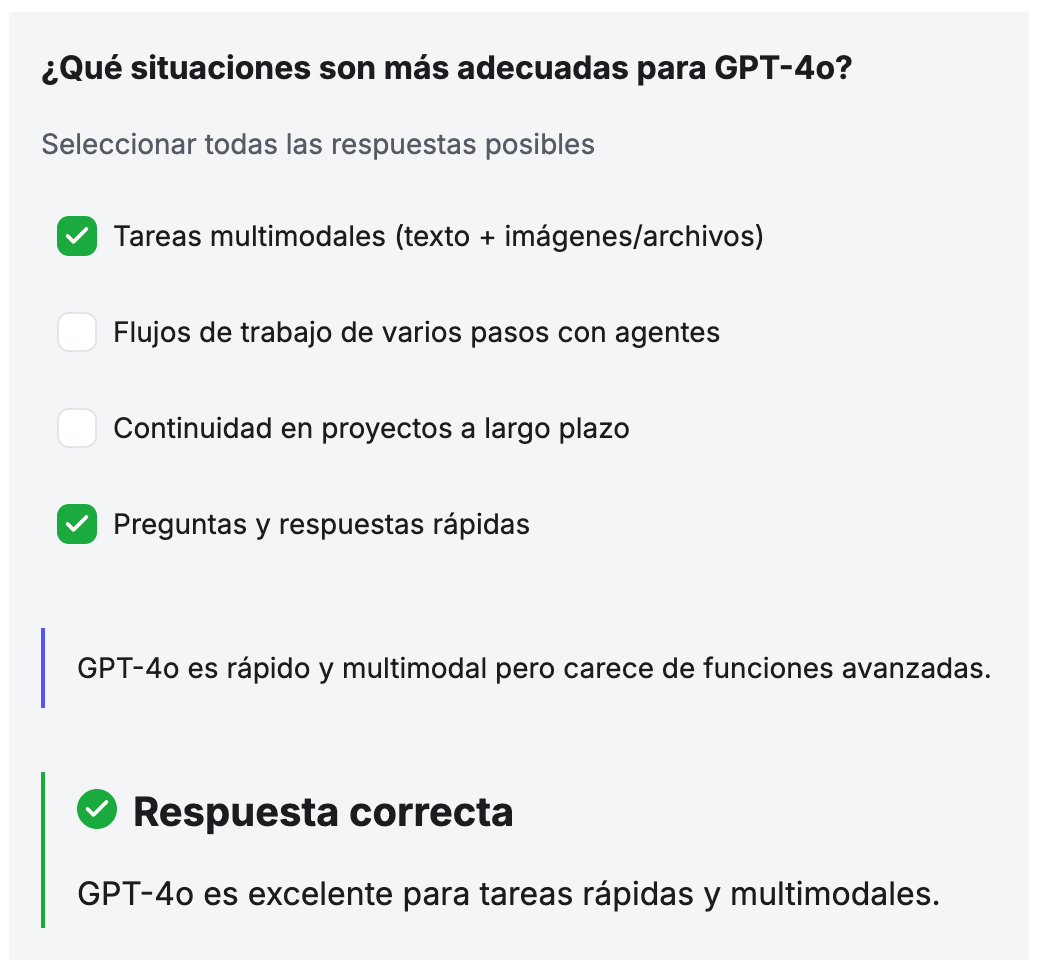 ¿Qué situaciones son más adecuadas para GPT-4o?
Seleccionar todas las respuestas posibles
Tareas multimodales (texto + imágenes/archivos)
Flujos de trabajo de varios pasos con agentes
Continuidad en proyectos a largo plazo
Preguntas y respuestas rápidas
GPT-4o es rápido y multimodal pero carece de funciones avanzadas.
Respuesta correcta
GPT-4o es excelente para tareas rápidas y multimodales.